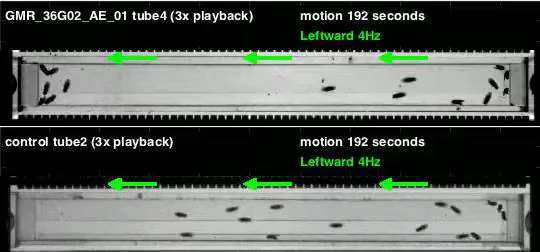 GMR_36G02_AE_01 tube4 (3x playback) motion 192 seconds
Leftward 4Hz
control tube2 (3x playback) motion 192 seconds
Leftward 4Hz